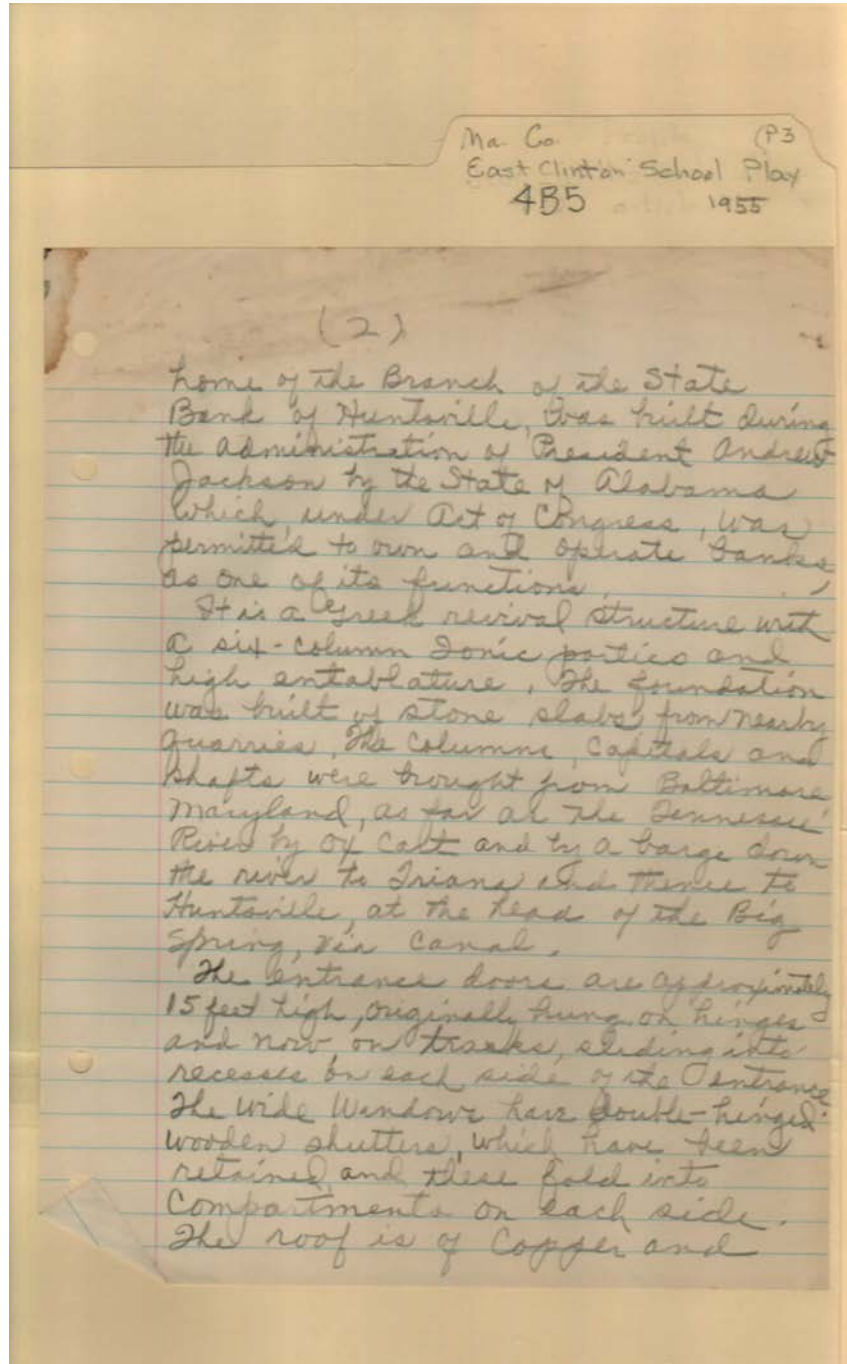 Ma. Co. (P3
East Clinton School Play
4B5 1955
(2)
home of the Branch of the State
Bank of Huntsville, was built during
the administration of President Andrew
Jackson by the State of Alabama
which, under Act of Congress, was
permitted to own and operate banks,
as one of its functions.
It is a Greek revival structure with
a six-column Ionic portico and
high entablature. The foundation
was built of stone slabs from nearby
quarries. The columns, capitals and
shafts were brought from Baltimore
Maryland, as far as the Tennessee
River by ox cart and by a barge down
the river to Triana and thence to
Huntsville, at the head of the Big
Spring, via canal.
The entrance doors are approximately
15 feet high, originally hung on hinges
and now, on tracks, sliding into
recesses on each side of the entrance.
The wide windows have double-hinged
wooden shutters, which have been
retained, and these fold into
compartments on each side.
The roof is of Copper and